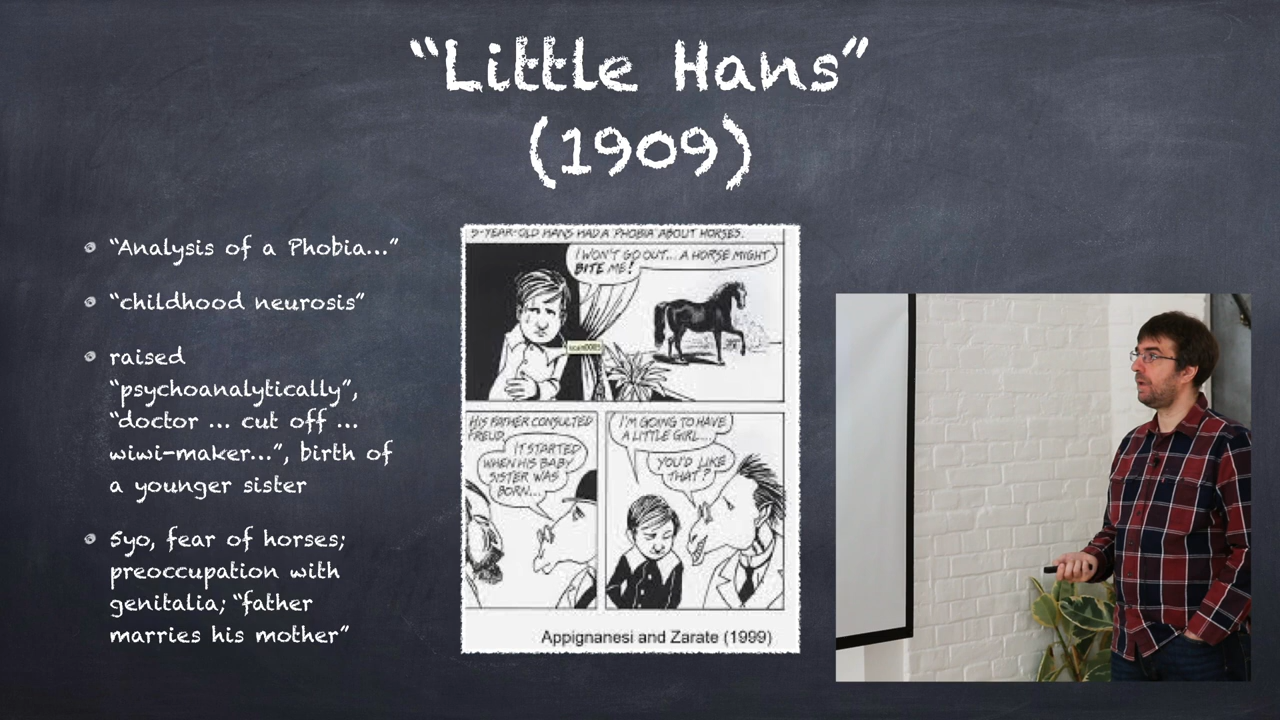 “Little Hans”
(1909)
“Analysis of a Phobia...”
“childhood neurosis”
raised
“psychoanalytically”,
“doctor ... cut off ...
wiwi-maker...”, birth of
a younger sister
5yo, fear of horses;
preoccupation with
genitalia; “father
marries his mother”
5-YEAR-OLD HANS HAD A PHOBIA ABOUT HORSES.
I WON'T GO OUT... A HORSE MIGHT
BITE ME!
HIS FATHER CONSULTED
FREUD.
IT STARTED
WHEN HIS BABY
SISTER WAS
BORN...
I'M GOING TO HAVE
A LITTLE GIRL...
YOU'D LIKE
THAT?
Appignanesi and Zarate (1999)